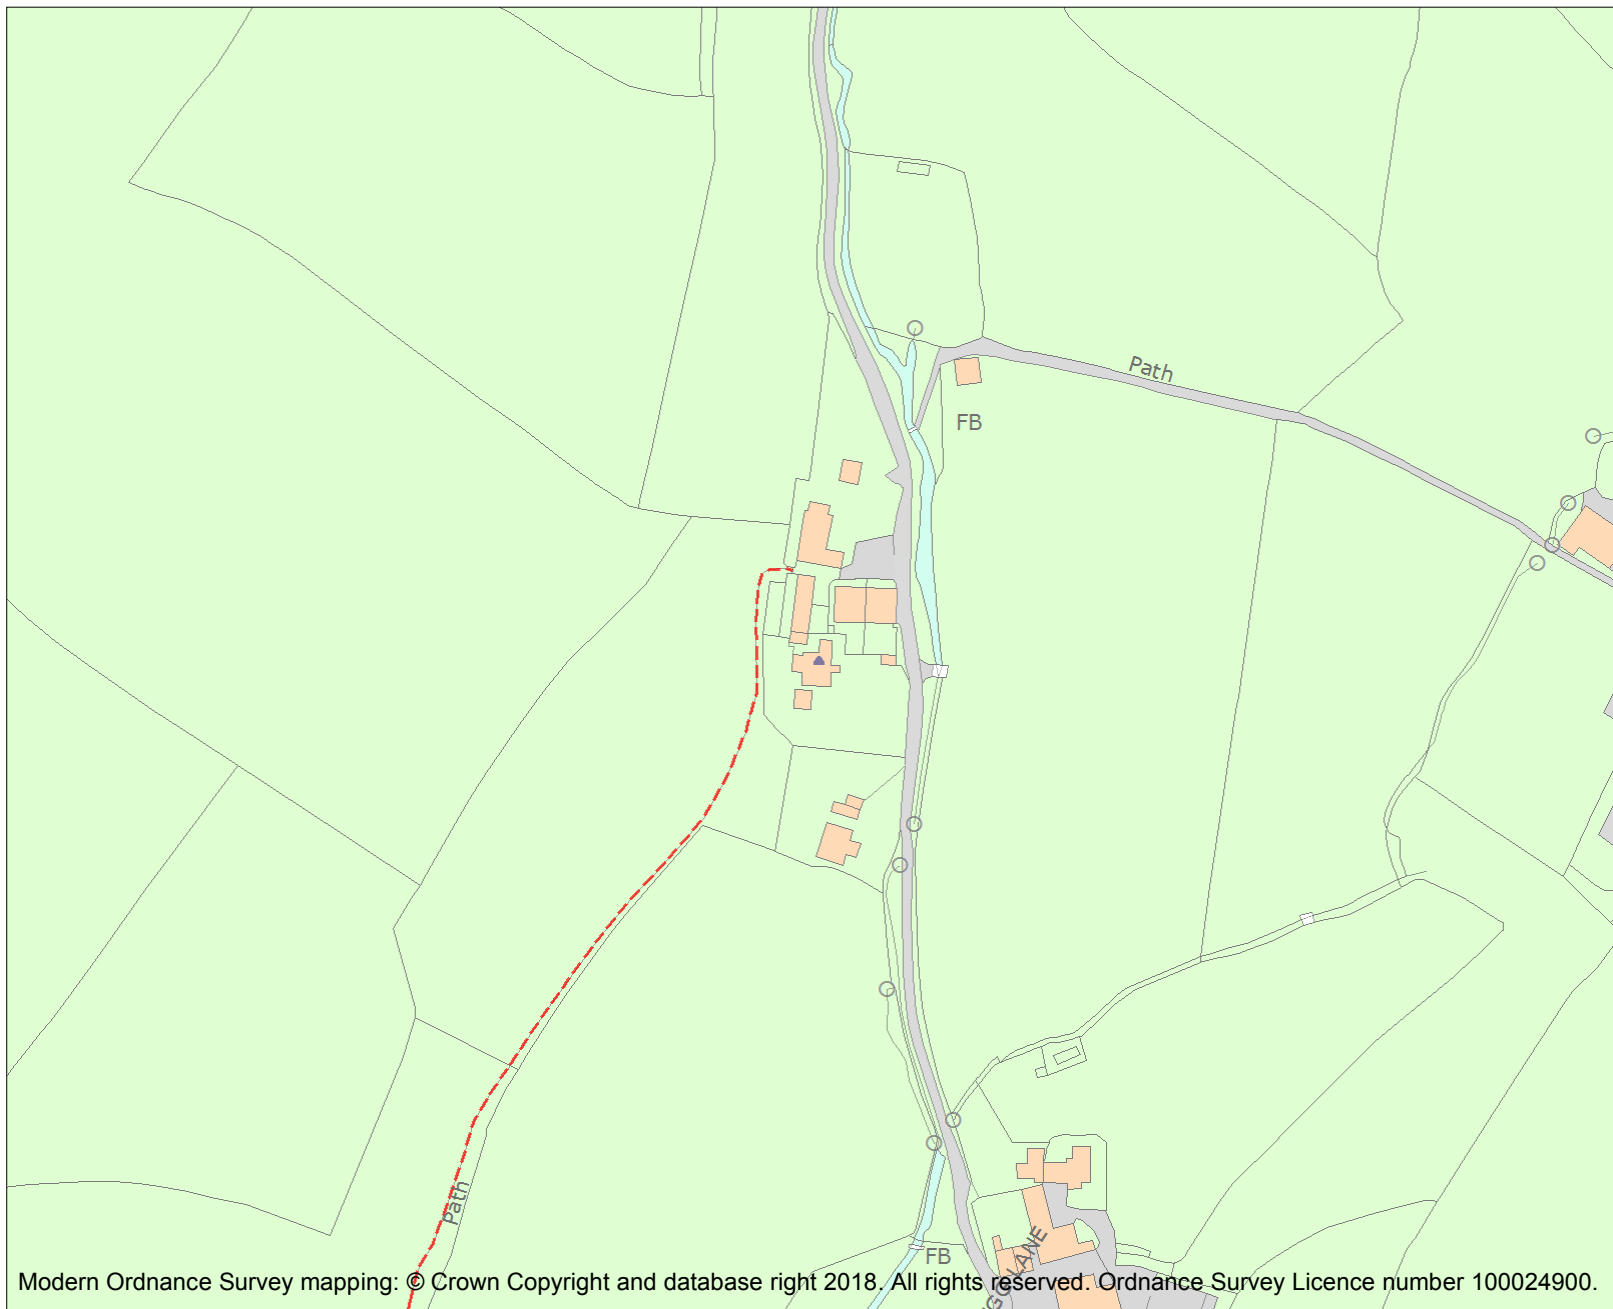 Path
FB
Path
FB
LANE
Modern Ordnance Survey mapping: © Crown Copyright and database right 2018. All rights reserved. Ordnance Survey Licence number 100024900.